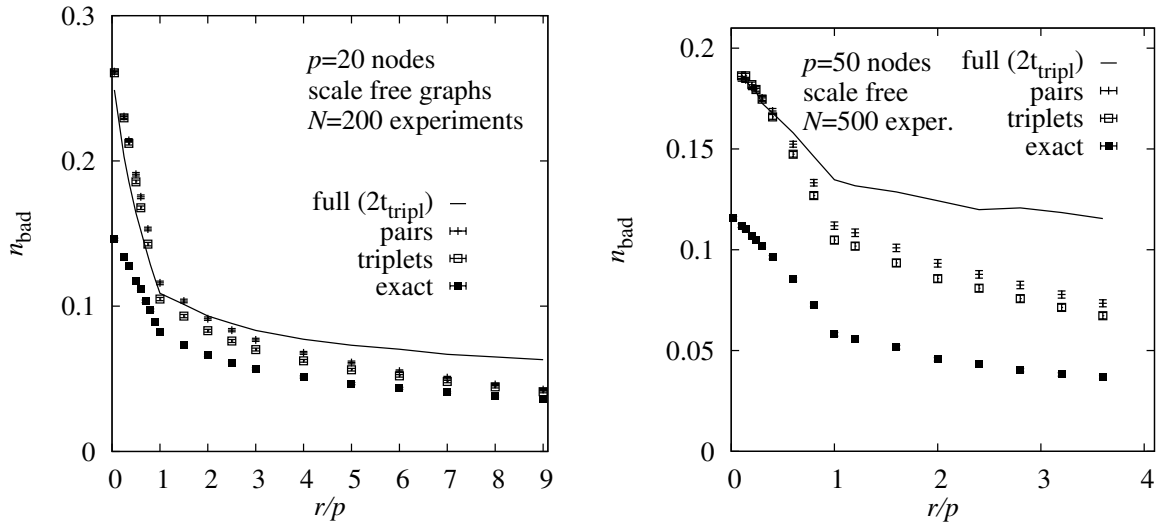 0.3
0.2
0.1
0
n_bad
p=20 nodes
scale free graphs
N=200 experiments
full (2t_tripl)
pairs
triplets
exact
0 1 2 3 4 5 6 7 8 9
r/p
0.2
0.15
0.1
0.05
0
n_bad
p=50 nodes
scale free
N=500 exper.
full (2t_tripl)
pairs
triplets
exact
0 1 2 3 4
r/p